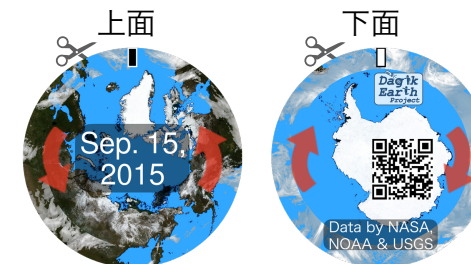 上面
下面
Sep. 15,
2015
Dagik
Earth
Project
Data by NASA,
NOAA & USGS